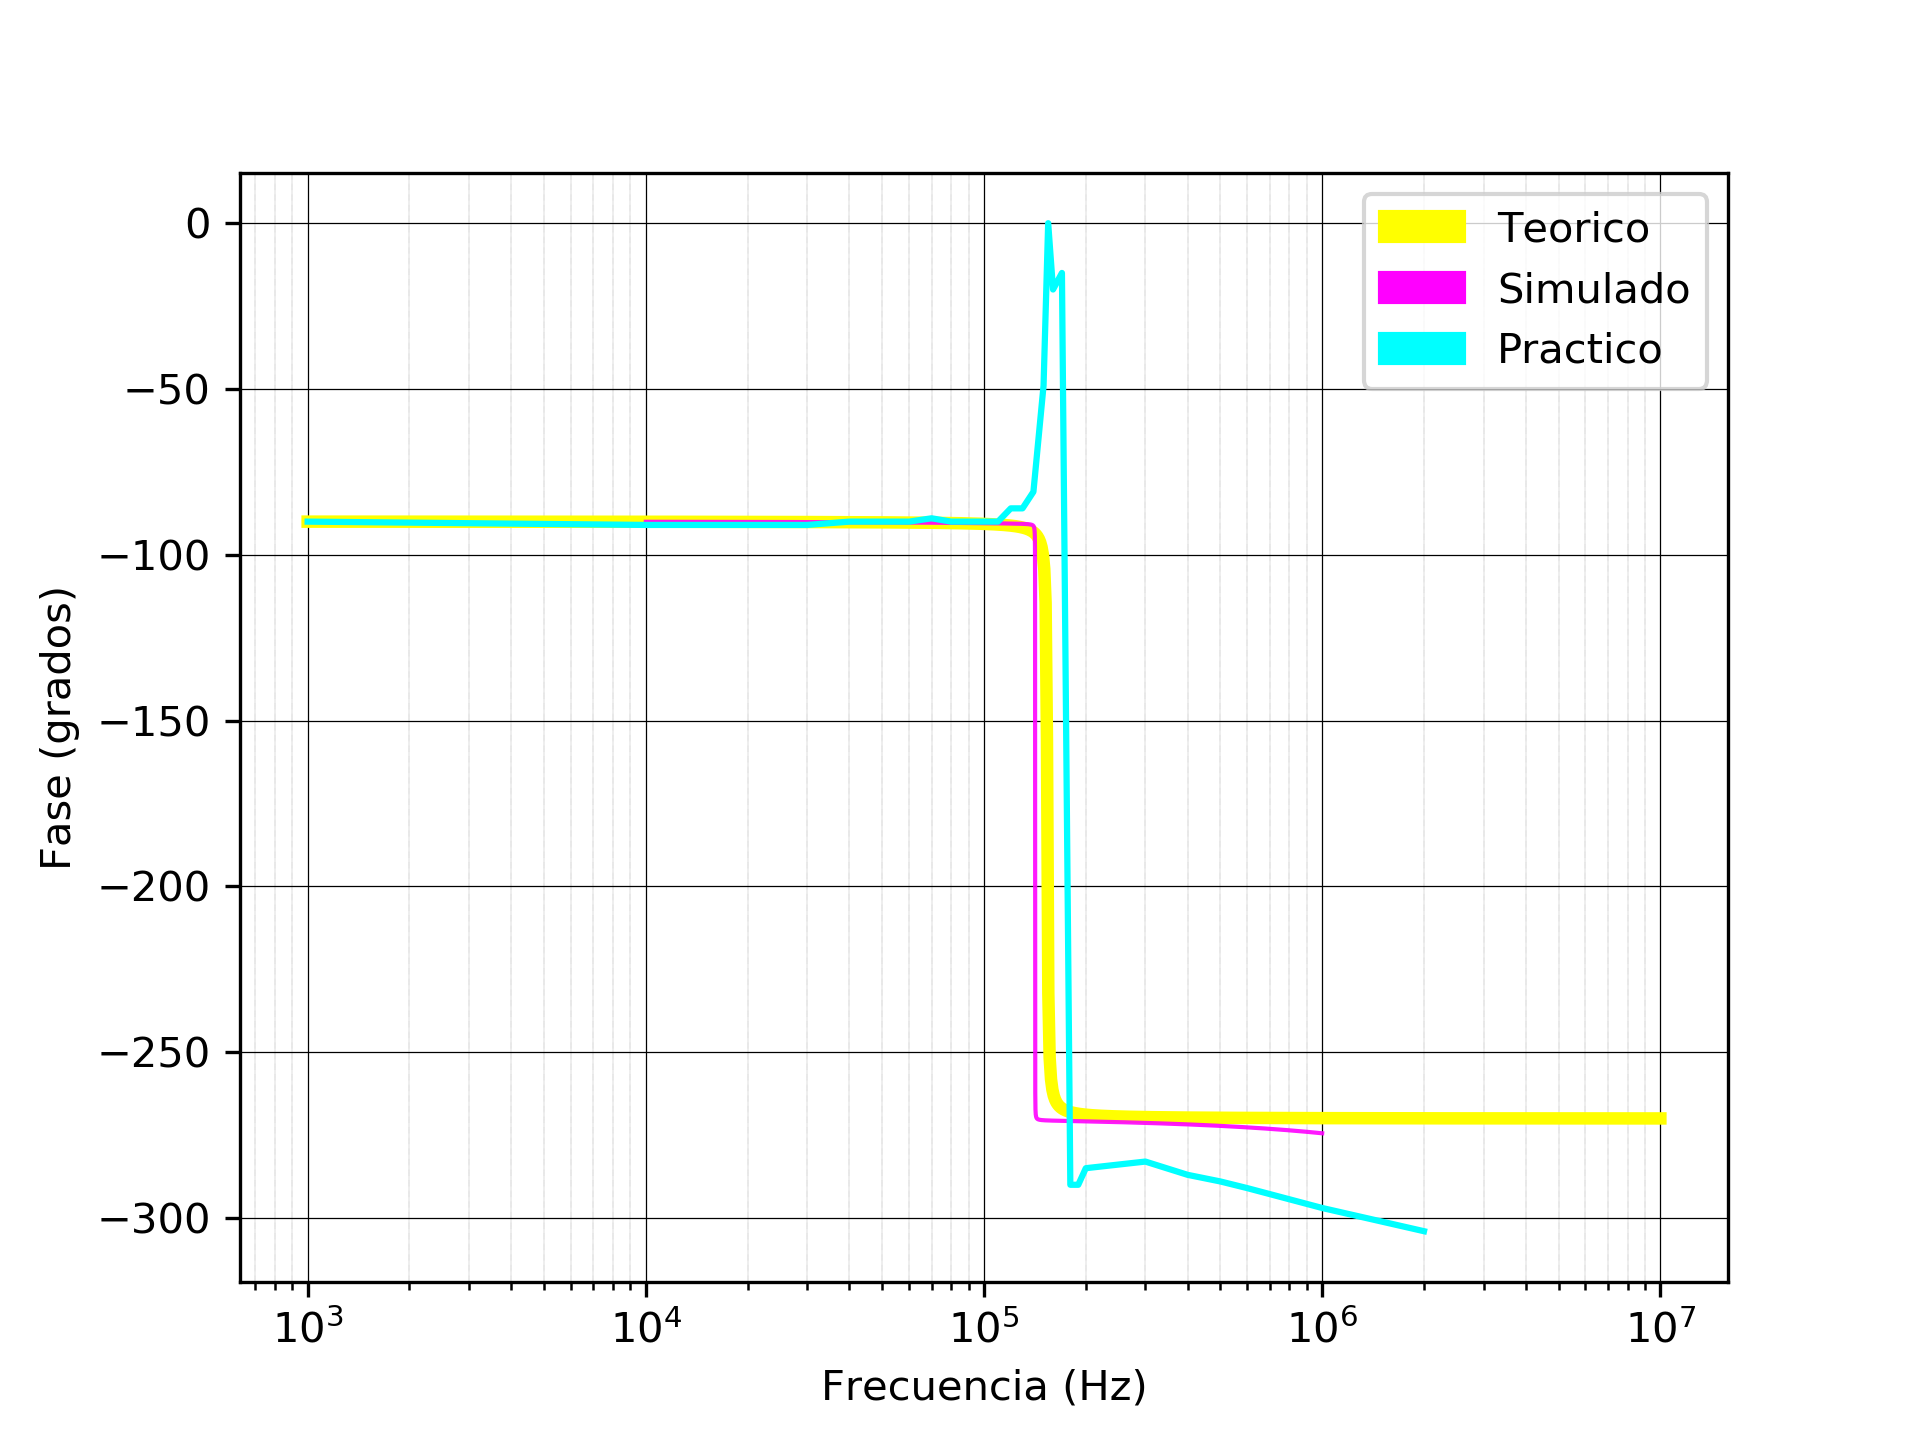 Teorico
Simulado
Practico
0
−50
−100
−150
−200
−250
−300
Fase (grados)
10³ 10⁴ 10⁵ 10⁶ 10⁷
Frecuencia (Hz)